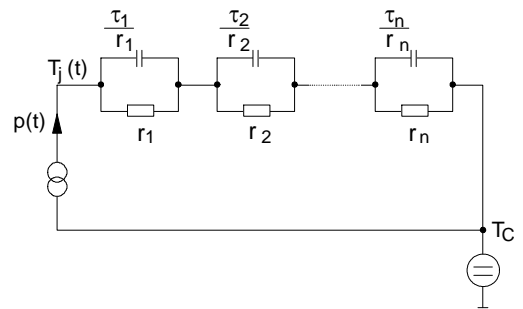 τ1/r1 τ2/r2 τn/rn
Tj(t)
r1 r2 rn
p(t)
TC